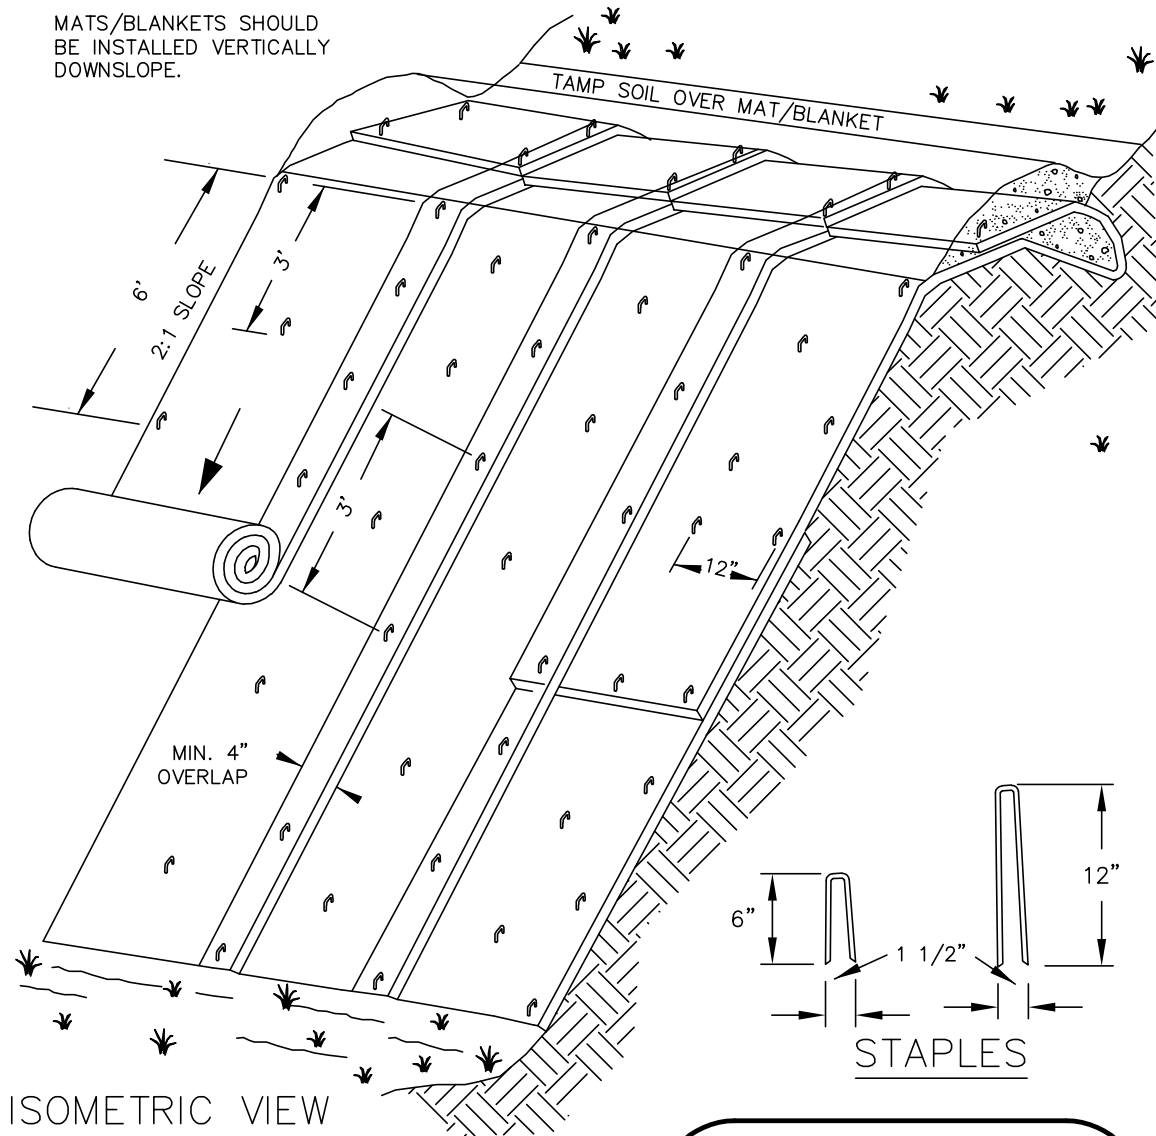 MATS/BLANKETS SHOULD
BE INSTALLED VERTICALLY
DOWNSLOPE.
TAMP SOIL OVER MAT/BLANKET
6'
2:1 SLOPE
3'
3'
12"
MIN. 4"
OVERLAP
6"
12"
1 1/2"
STAPLES
ISOMETRIC VIEW